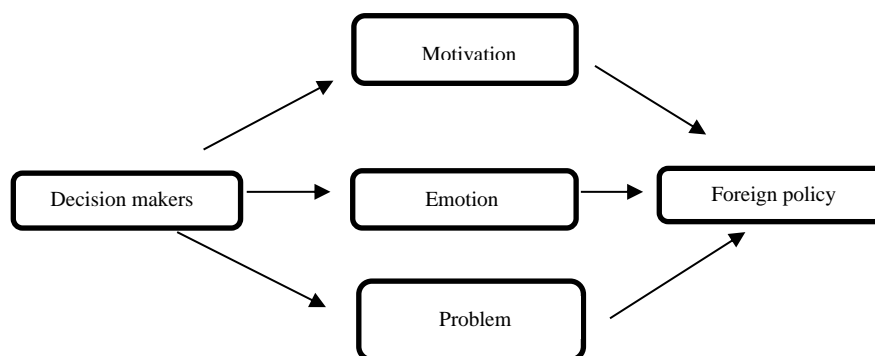 Motivation
Decision makers
Emotion
Foreign policy
Problem